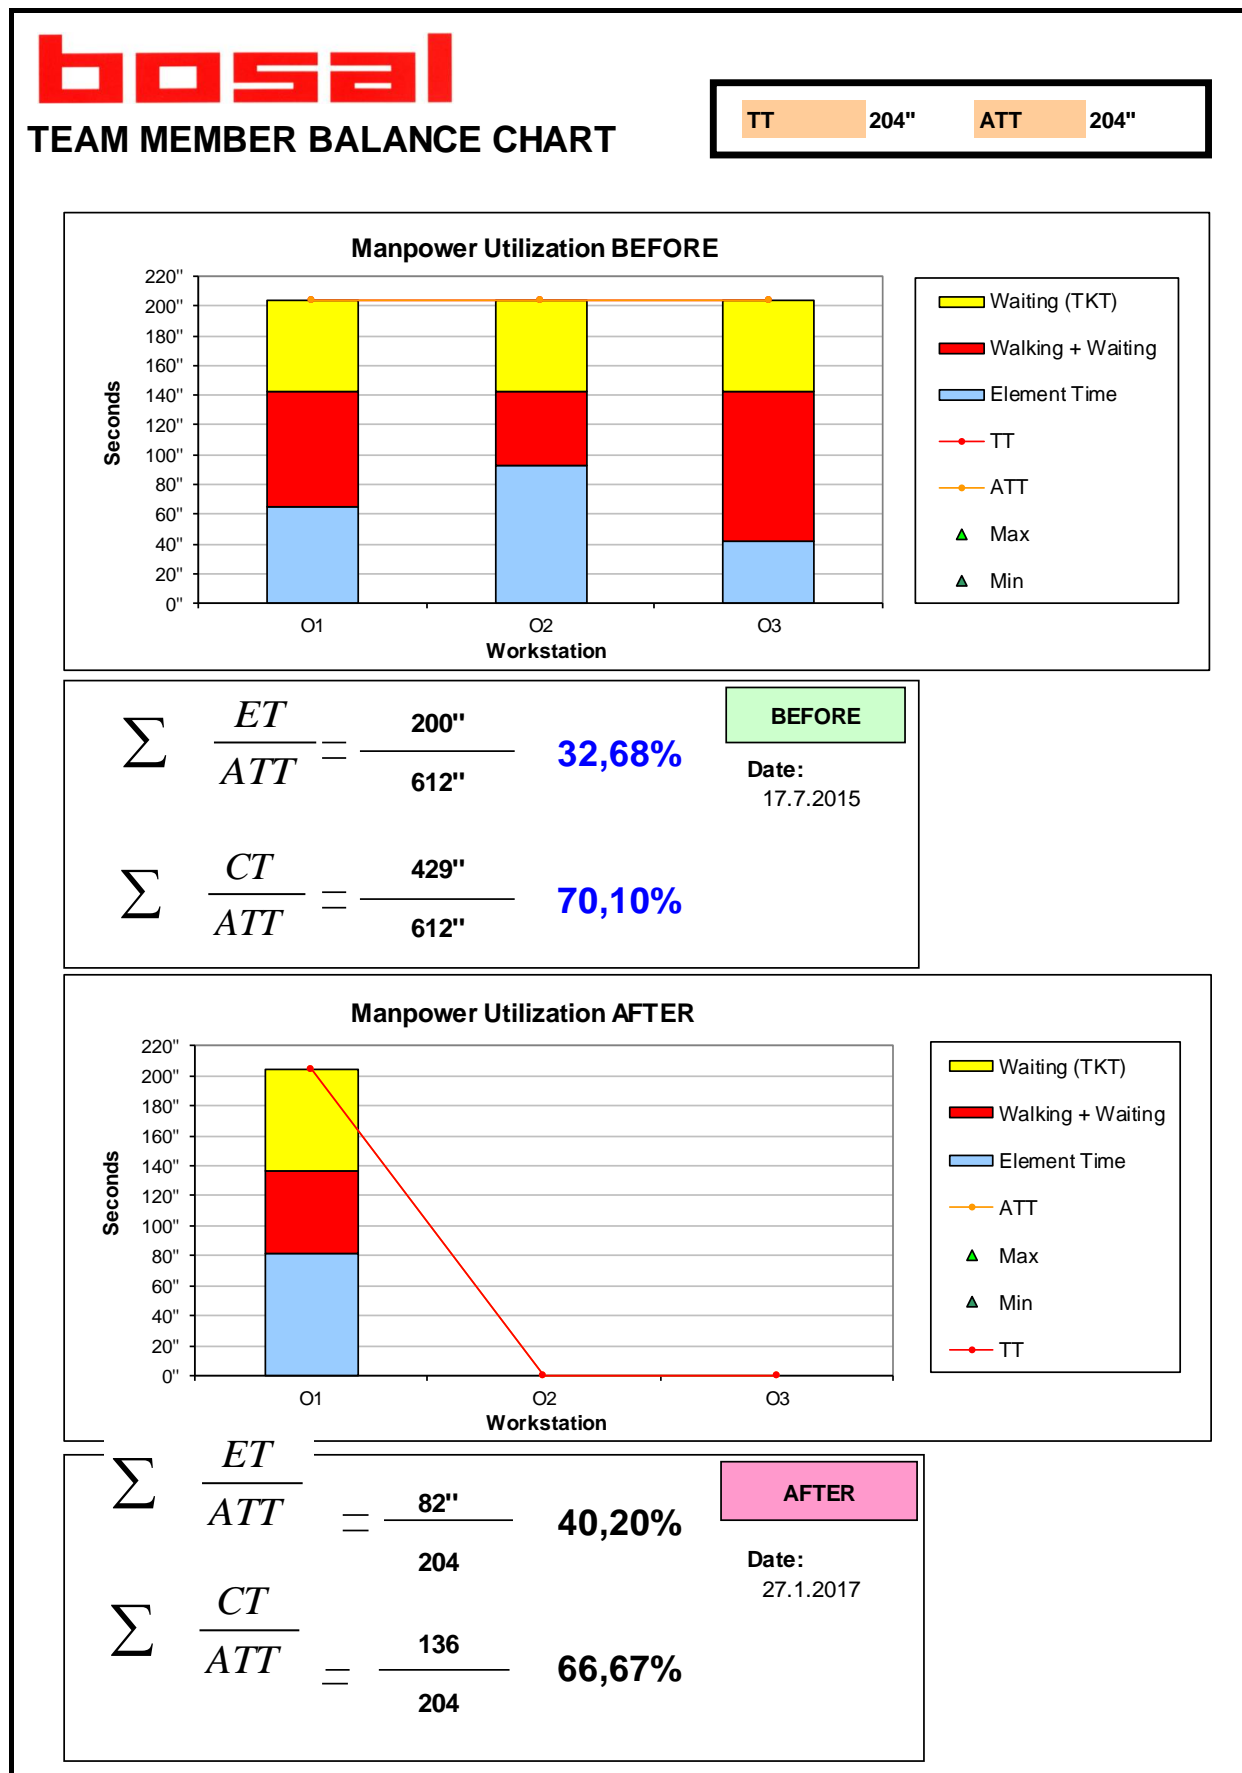 bosal
TEAM MEMBER BALANCE CHART
TT 204" ATT 204"
Manpower Utilization BEFORE
220"
200"
180"
160"
140"
120"
100"
80"
60"
40"
20"
0"
Seconds
O1 O2 O3
Workstation
Waiting (TKT)
Walking + Waiting
Element Time
TT
ATT
Max
Min
∑ ET/ATT = 200"/612" 32,68%
BEFORE
Date:
17.7.2015
∑ CT/ATT = 429"/612" 70,10%
Manpower Utilization AFTER
220"
200"
180"
160"
140"
120"
100"
80"
60"
40"
20"
0"
Seconds
O1 O2 O3
Workstation
Waiting (TKT)
Walking + Waiting
Element Time
ATT
Max
Min
TT
∑ ET/ATT = 82"/204 40,20%
AFTER
Date:
27.1.2017
∑ CT/ATT = 136/204 66,67%